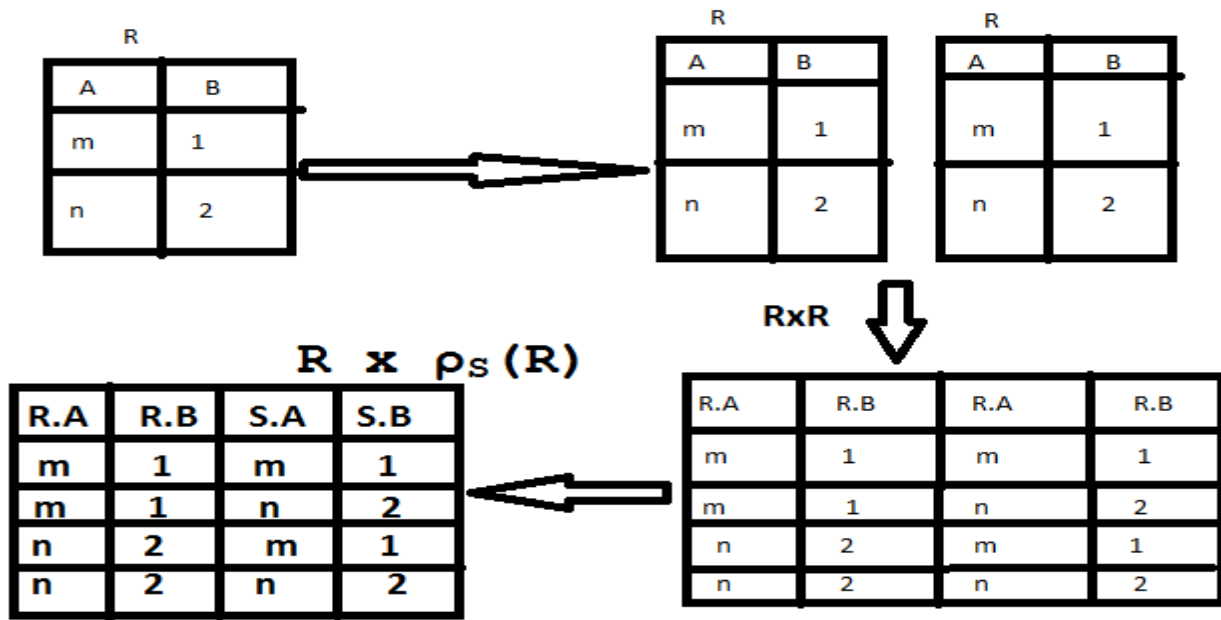 R
A B
m 1
n 2
R
A B
m 1
n 2
R
A B
m 1
n 2
RxR
R.A R.B R.A R.B
m 1 m 1
m 1 n 2
n 2 m 1
n 2 n 2
R x ρS(R)
R.A R.B S.A S.B
m 1 m 1
m 1 n 2
n 2 m 1
n 2 n 2